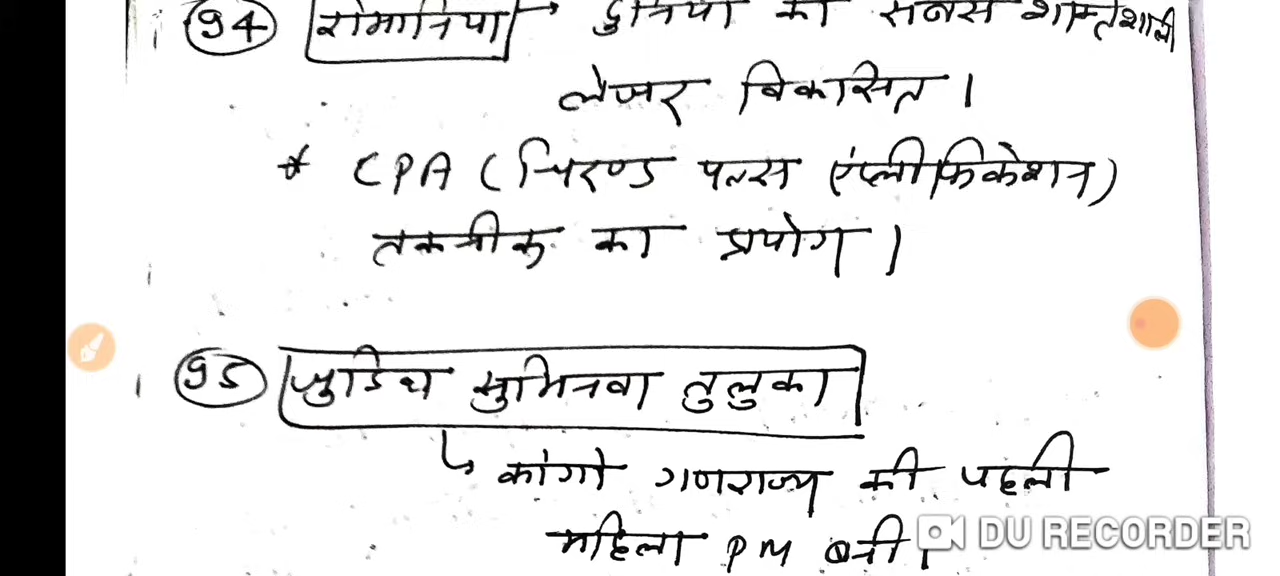 94 रोमानिया → दुनिया का सबसे शक्तिशाली
लेजर विकसित।
* CPA (चिरप्ड पल्स एंप्लीफिकेशन)
तकनीक का प्रयोग।
95 जुडिथ सुमिनवा तुलुका
↳ कांगो गणराज्य की पहली
महिला PM बनी।
DU RECORDER